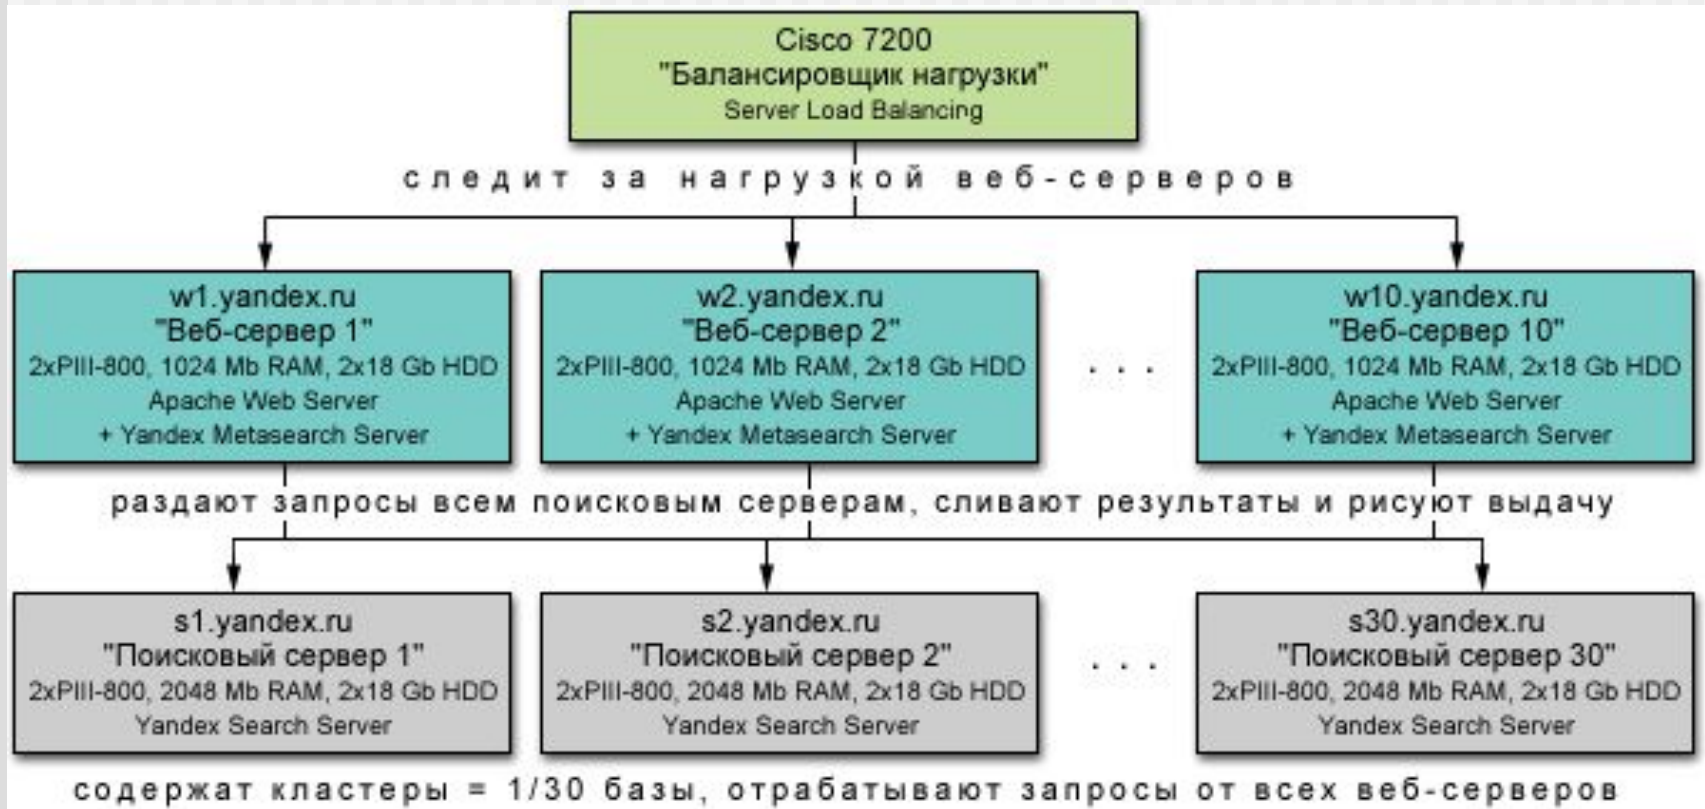 Cisco 7200
"Балансировщик нагрузки"
Server Load Balancing
следит за нагрузкой веб-серверов
w1.yandex.ru
"Веб-сервер 1"
2xPIII-800, 1024 Mb RAM, 2x18 Gb HDD
Apache Web Server
+ Yandex Metasearch Server
w2.yandex.ru
"Веб-сервер 2"
2xPIII-800, 1024 Mb RAM, 2x18 Gb HDD
Apache Web Server
+ Yandex Metasearch Server
. . .
w10.yandex.ru
"Веб-сервер 10"
2xPIII-800, 1024 Mb RAM, 2x18 Gb HDD
Apache Web Server
+ Yandex Metasearch Server
раздают запросы всем поисковым серверам, сливают результаты и рисуют выдачу
s1.yandex.ru
"Поисковый сервер 1"
2xPIII-800, 2048 Mb RAM, 2x18 Gb HDD
Yandex Search Server
s2.yandex.ru
"Поисковый сервер 2"
2xPIII-800, 2048 Mb RAM, 2x18 Gb HDD
Yandex Search Server
. . .
s30.yandex.ru
"Поисковый сервер 30"
2xPIII-800, 2048 Mb RAM, 2x18 Gb HDD
Yandex Search Server
содержат кластеры = 1/30 базы, отрабатывают запросы от всех веб-серверов